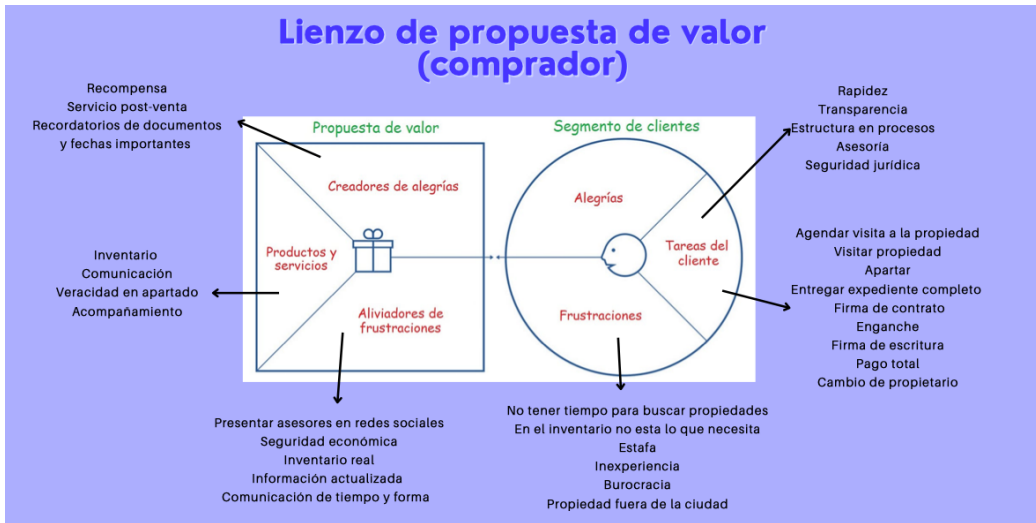 Lienzo de propuesta de valor
(comprador)
Recompensa
Servicio post-venta
Recordatorios de documentos
y fechas importantes
Inventario
Comunicación
Veracidad en apartado
Acompañamiento
Propuesta de valor
Creadores de alegrías
Productos y
servicios
Aliviadores de
frustraciones
Segmento de clientes
Alegrías
Tareas del
cliente
Frustraciones
Rapidez
Transparencia
Estructura en procesos
Asesoría
Seguridad jurídica
Agendar visita a la propiedad
Visitar propiedad
Apartar
Entregar expediente completo
Firma de contrato
Enganche
Firma de escritura
Pago total
Cambio de propietario
Presentar asesores en redes sociales
Seguridad económica
Inventario real
Información actualizada
Comunicación de tiempo y forma
No tener tiempo para buscar propiedades
En el inventario no esta lo que necesita
Estafa
Inexperiencia
Burocracia
Propiedad fuera de la ciudad